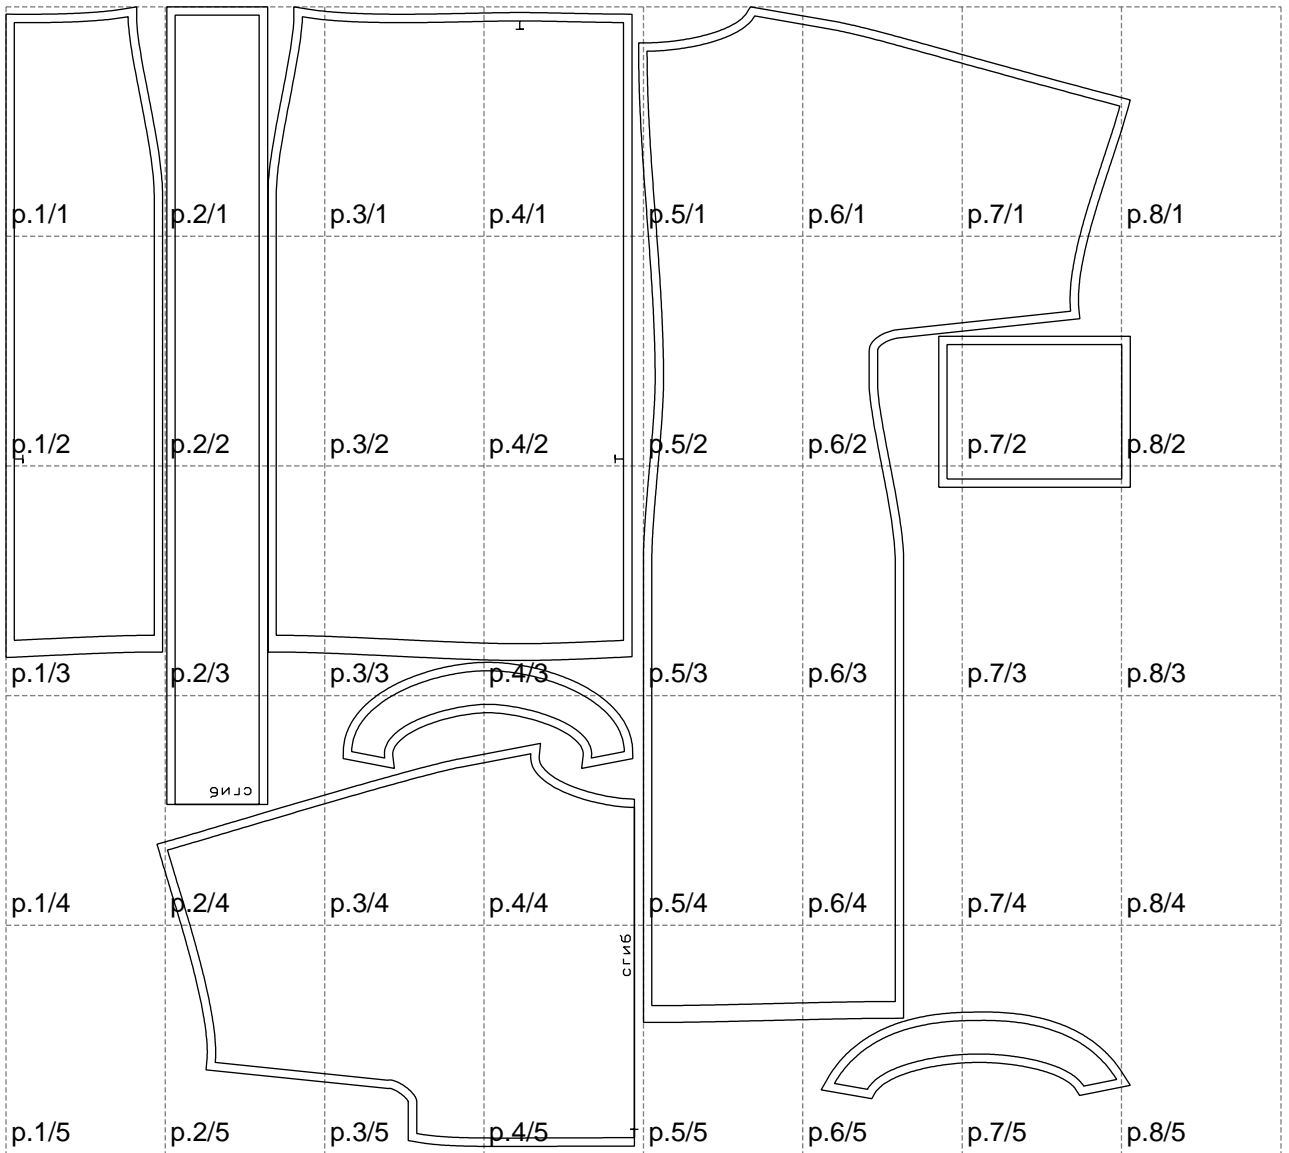 p.1/1 p.2/1 p.3/1 p.4/1 p.5/1 p.6/1 p.7/1 p.8/1
p.1/2 p.2/2 p.3/2 p.4/2 p.5/2 p.6/2 p.7/2 p.8/2
p.1/3 p.2/3 p.3/3 p.4/3 p.5/3 p.6/3 p.7/3 p.8/3
сгиб
p.1/4 p.2/4 p.3/4 p.4/4 p.5/4 p.6/4 p.7/4 p.8/4
сгиб
p.1/5 p.2/5 p.3/5 p.4/5 p.5/5 p.6/5 p.7/5 p.8/5